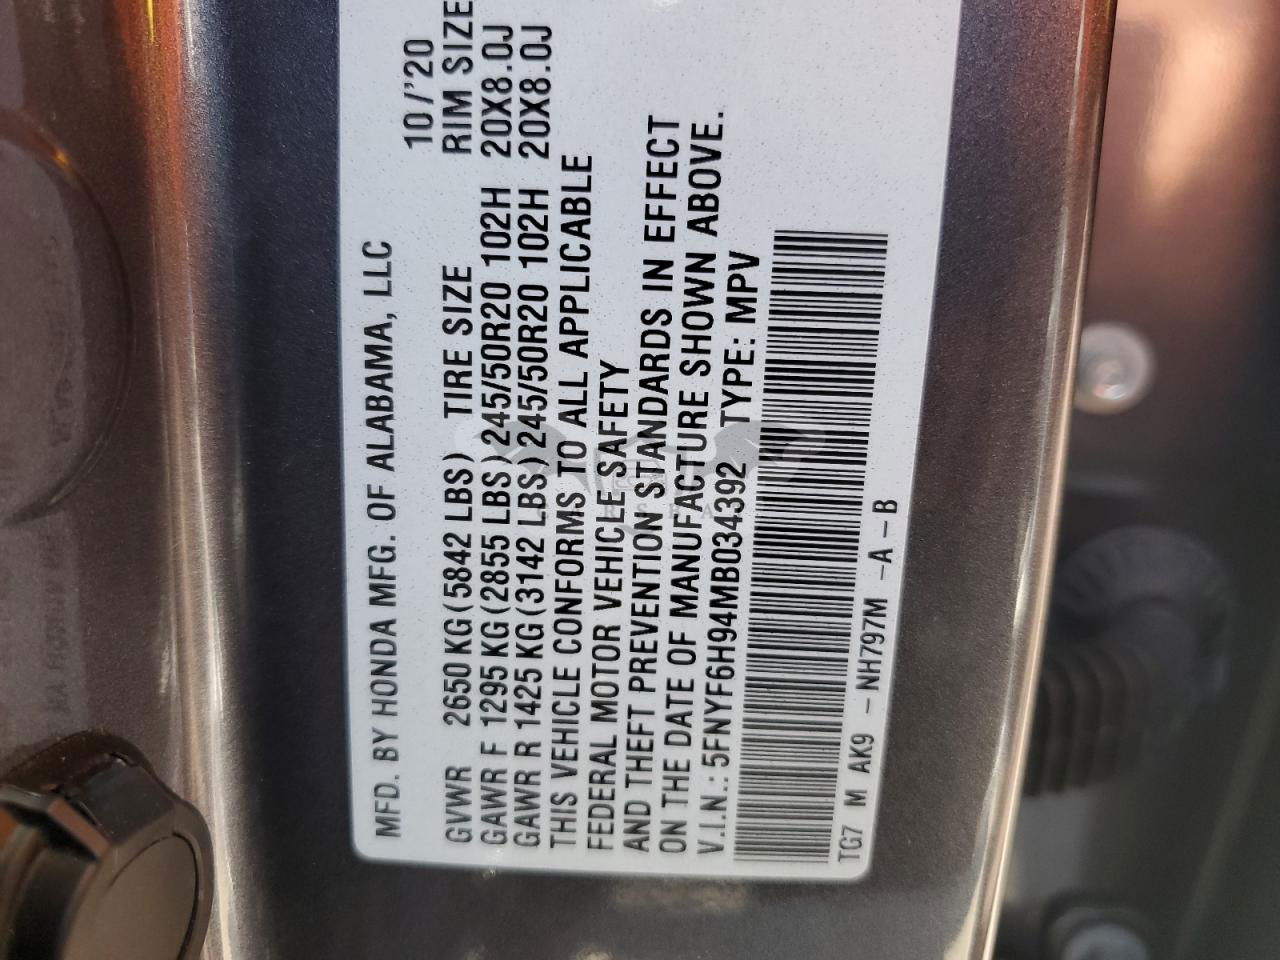 MFD. BY HONDA MFG. OF ALABAMA, LLC 10/'20
GVWR 2650 KG (5842 LBS) TIRE SIZE RIM SIZE
GAWR F 1295 KG (2855 LBS) 245/50R20 102H 20X8.0J
GAWR R 1425 KG (3142 LBS) 245/50R20 102H 20X8.0J
THIS VEHICLE CONFORMS TO ALL APPLICABLE
FEDERAL MOTOR VEHICLE SAFETY
AND THEFT PREVENTION STANDARDS IN EFFECT
ON THE DATE OF MANUFACTURE SHOWN ABOVE.
V.I.N.: 5FNYF6H94MB034392 TYPE: MPV
TG7 M AK9 - NH797M - A - B